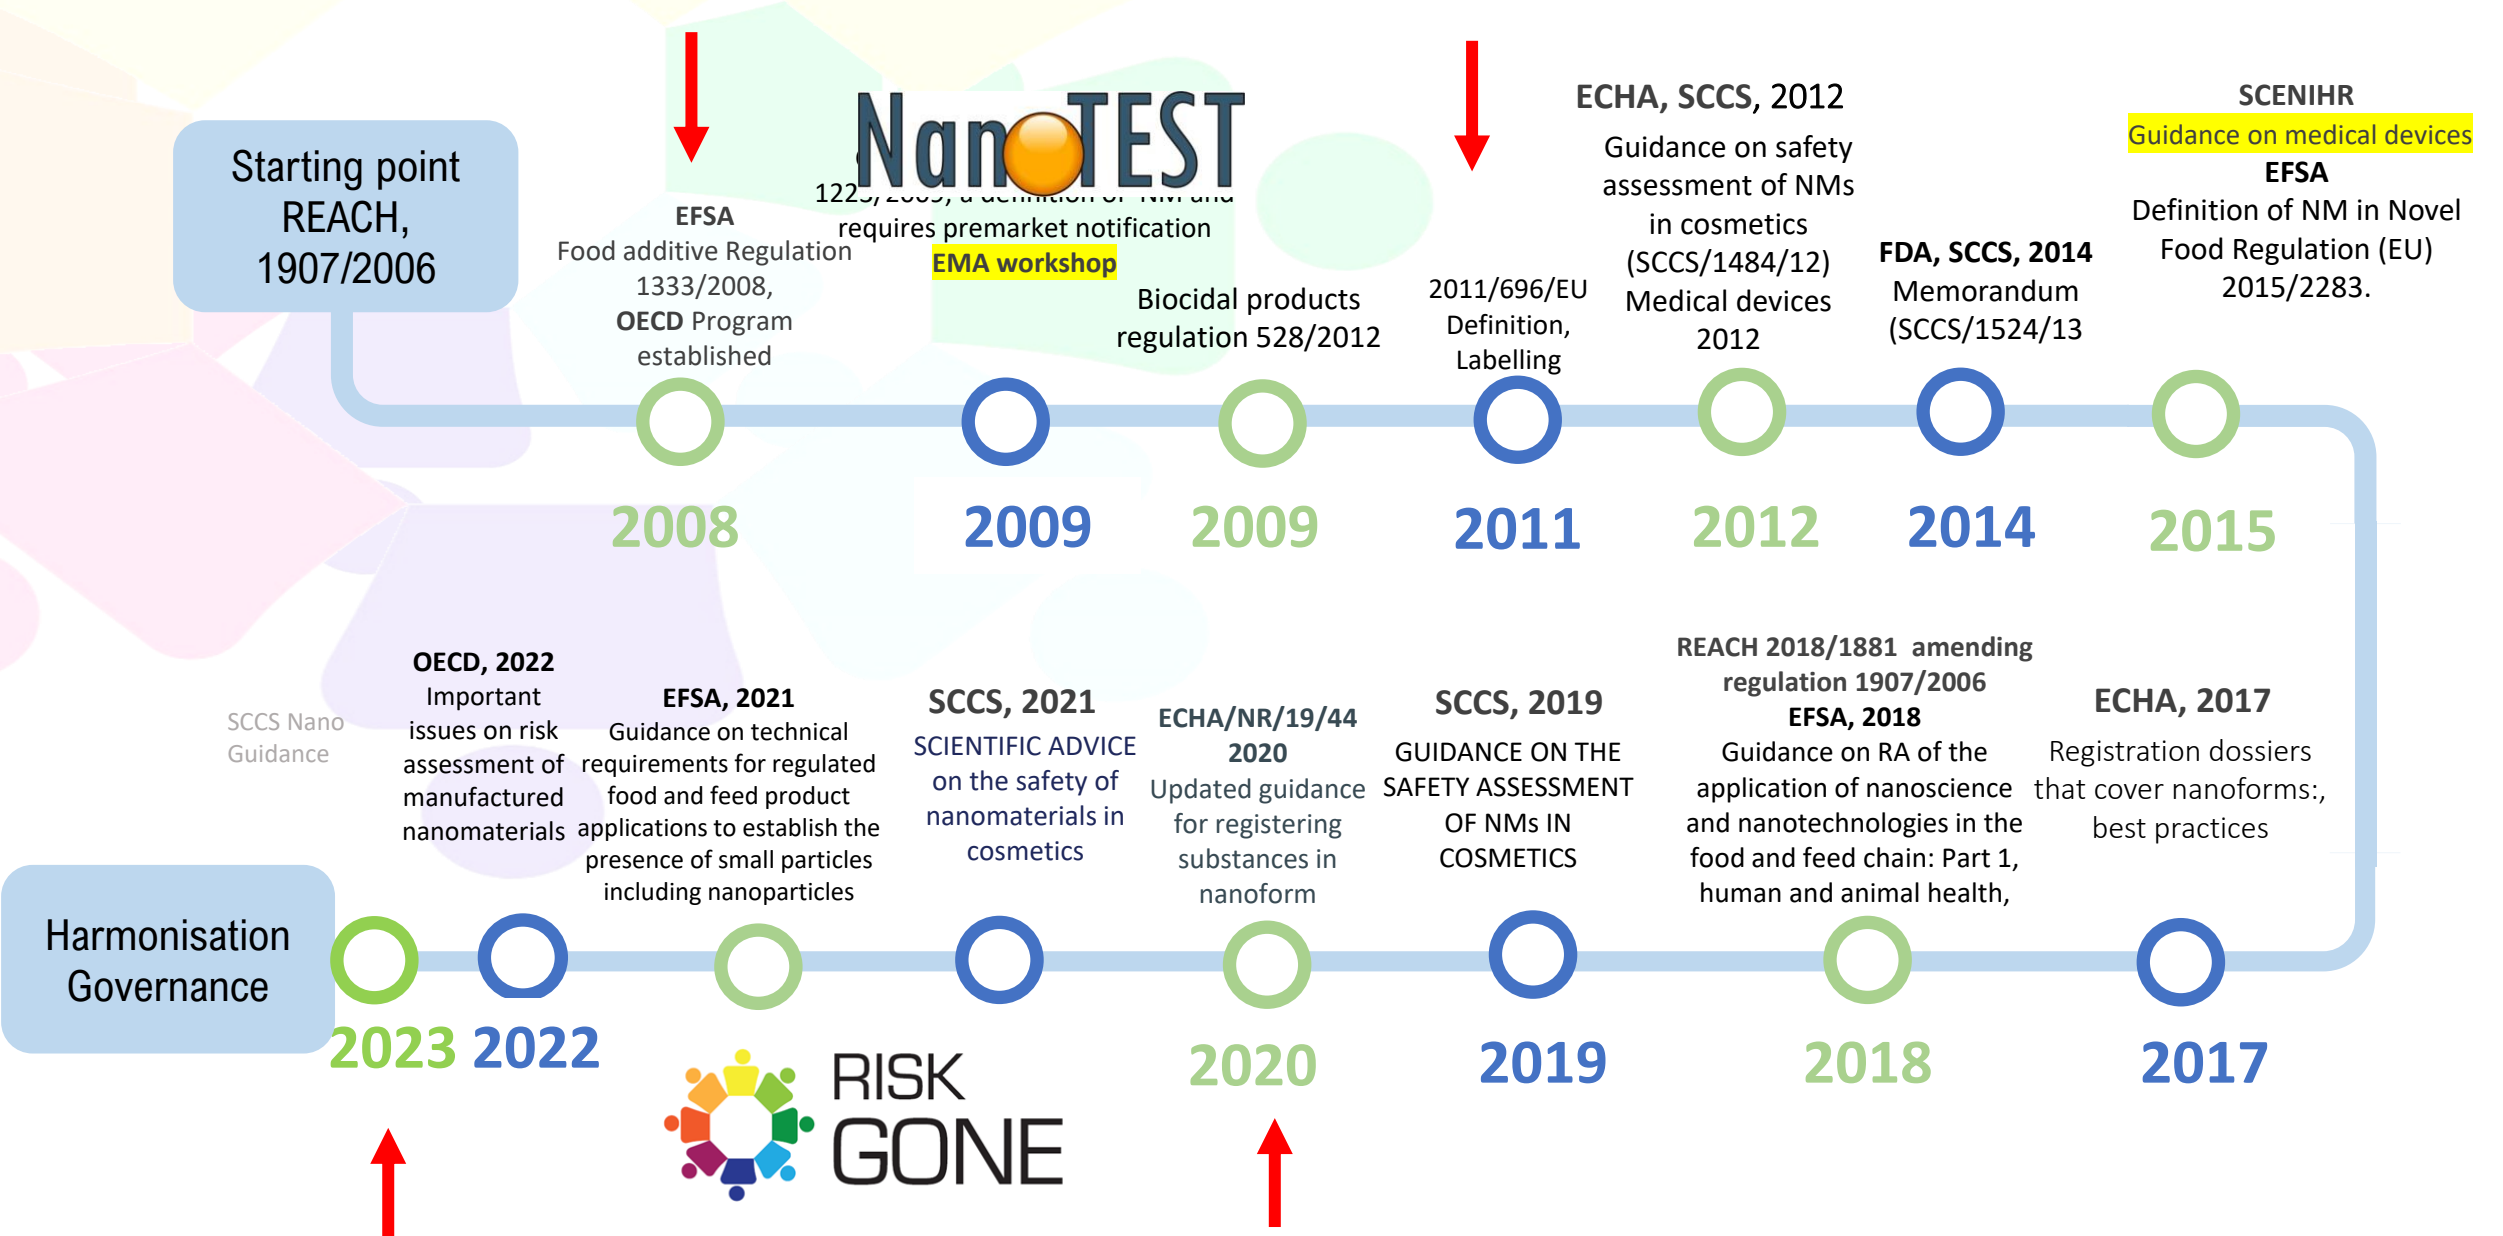 Starting point
REACH,
1907/2006
EFSA
Food additive Regulation
1333/2008,
OECD Program
established
2008
NanoTEST
requires premarket notification
EMA workshop
2009
Biocidal products
regulation 528/2012
2009
2011/696/EU
Definition,
Labelling
2011
ECHA, SCCS, 2012
Guidance on safety
assessment of NMs
in cosmetics
(SCCS/1484/12)
Medical devices
2012
2012
FDA, SCCS, 2014
Memorandum
(SCCS/1524/13
2014
SCENIHR
Guidance on medical devices
EFSA
Definition of NM in Novel
Food Regulation (EU)
2015/2283.
2015
SCCS Nano
Guidance
Harmonisation
Governance
2023
OECD, 2022
Important
issues on risk
assessment of
manufactured
nanomaterials
2022
EFSA, 2021
Guidance on technical
requirements for regulated
food and feed product
applications to establish the
presence of small particles
including nanoparticles
RISK
GONE
SCCS, 2021
SCIENTIFIC ADVICE
on the safety of
nanomaterials in
cosmetics
ECHA/NR/19/44
2020
Updated guidance
for registering
substances in
nanoform
2020
SCCS, 2019
GUIDANCE ON THE
SAFETY ASSESSMENT
OF NMs IN
COSMETICS
2019
REACH 2018/1881 amending
regulation 1907/2006
EFSA, 2018
Guidance on RA of the
application of nanoscience
and nanotechnologies in the
food and feed chain: Part 1,
human and animal health,
2018
ECHA, 2017
Registration dossiers
that cover nanoforms:,
best practices
2017